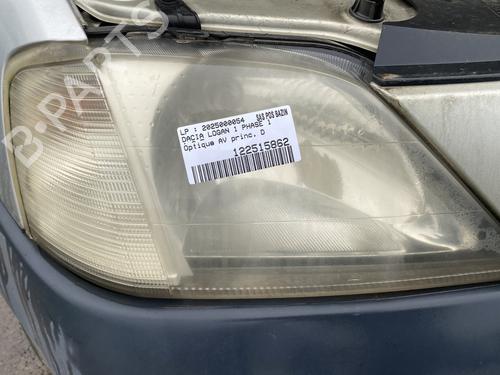 LP : 2025000054 SAS POS BAZIN
DACIA LOGAN 1 PHASE 1
Optique AV princ. D
122515862
B-PARTS